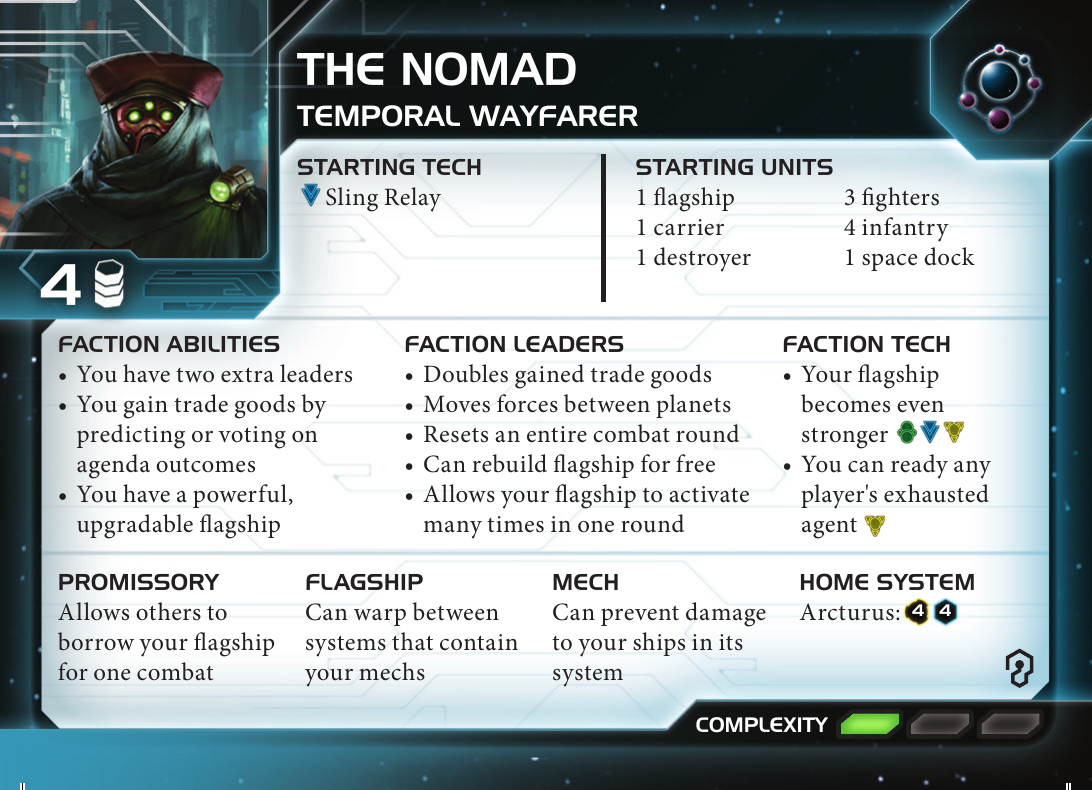 THE NOMAD
TEMPORAL WAYFARER
4
STARTING TECH
Sling Relay
STARTING UNITS
1 flagship
1 carrier
1 destroyer
3 fighters
4 infantry
1 space dock
FACTION ABILITIES
• You have two extra leaders
• You gain trade goods by
predicting or voting on
agenda outcomes
• You have a powerful,
upgradable flagship
FACTION LEADERS
• Doubles gained trade goods
• Moves forces between planets
• Resets an entire combat round
• Can rebuild flagship for free
• Allows your flagship to activate
many times in one round
FACTION TECH
• Your flagship
becomes even
stronger
• You can ready any
player's exhausted
agent
PROMISSORY
Allows others to
borrow your flagship
for one combat
FLAGSHIP
Can warp between
systems that contain
your mechs
MECH
Can prevent damage
to your ships in its
system
HOME SYSTEM
Arcturus: 4 4
COMPLEXITY